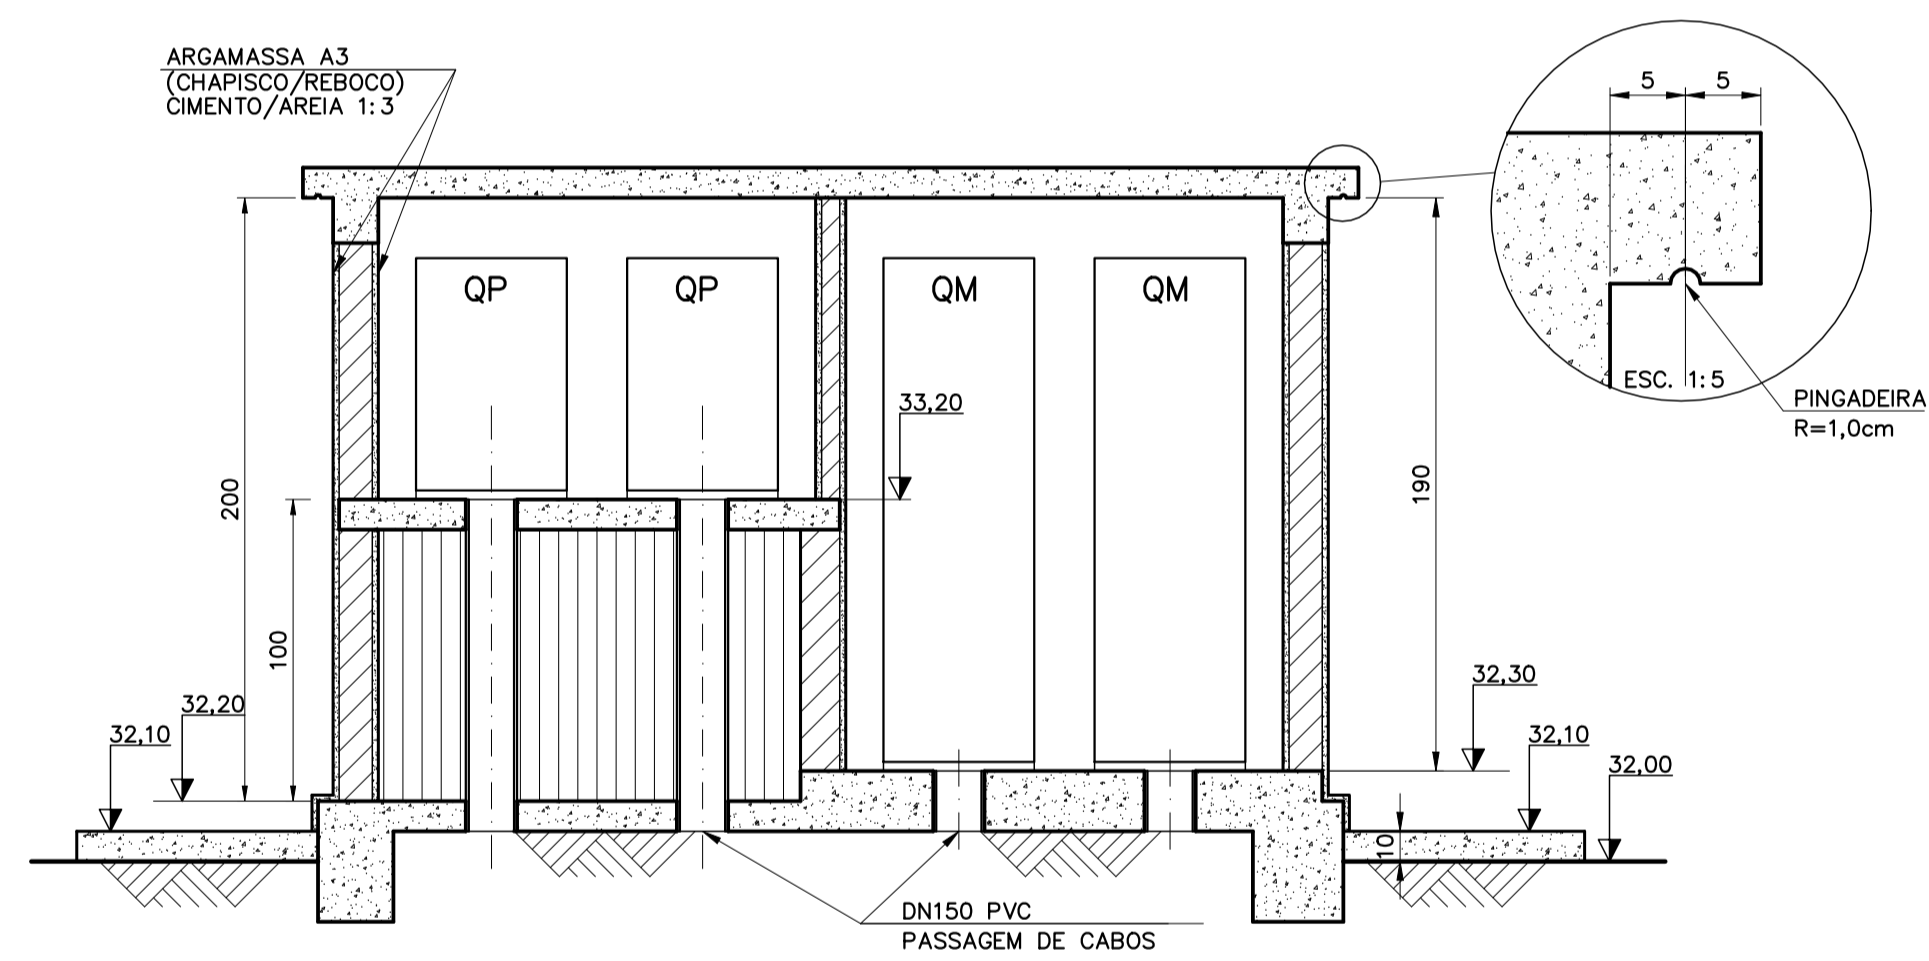 ARGAMASSA A3
(CHAPISCO/REBOCO)
CIMENTO/AREIA 1:3
5 5
ESC. 1:5
PINGADEIRA
R=1,0cm
QP QP QM QM
33,20
200
190
100
32,20
32,10
32,30
32,10
32,00
10
DN150 PVC
PASSAGEM DE CABOS